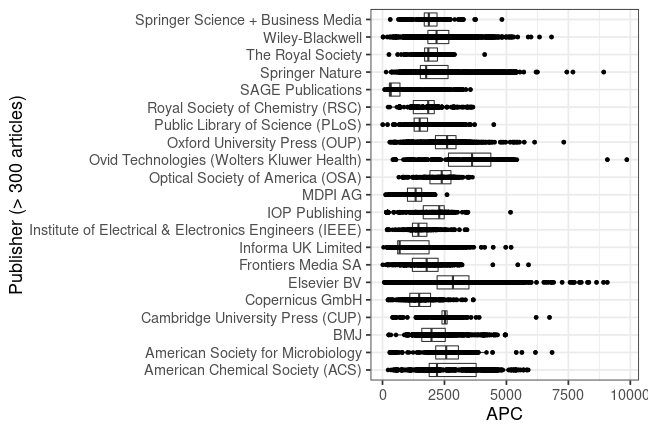 Publisher (> 300 articles)
Springer Science + Business Media
Wiley-Blackwell
The Royal Society
Springer Nature
SAGE Publications
Royal Society of Chemistry (RSC)
Public Library of Science (PLoS)
Oxford University Press (OUP)
Ovid Technologies (Wolters Kluwer Health)
Optical Society of America (OSA)
MDPI AG
IOP Publishing
Institute of Electrical & Electronics Engineers (IEEE)
Informa UK Limited
Frontiers Media SA
Elsevier BV
Copernicus GmbH
Cambridge University Press (CUP)
BMJ
American Society for Microbiology
American Chemical Society (ACS)
0 2500 5000 7500 10000
APC